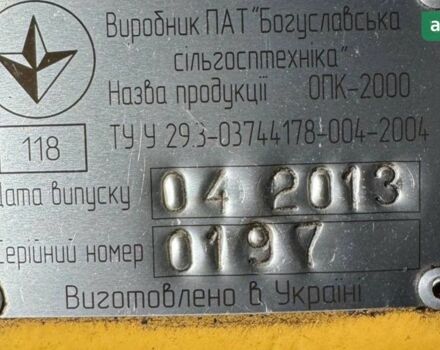 Виробник ПАТ "Богуславська
сільгосптехніка"
Назва продукції ОПК-2000
118
ТУ У 29.3-03744178-004-2004
Дата випуску 04 2013
Серійний номер 0197
Виготовлено в Україні